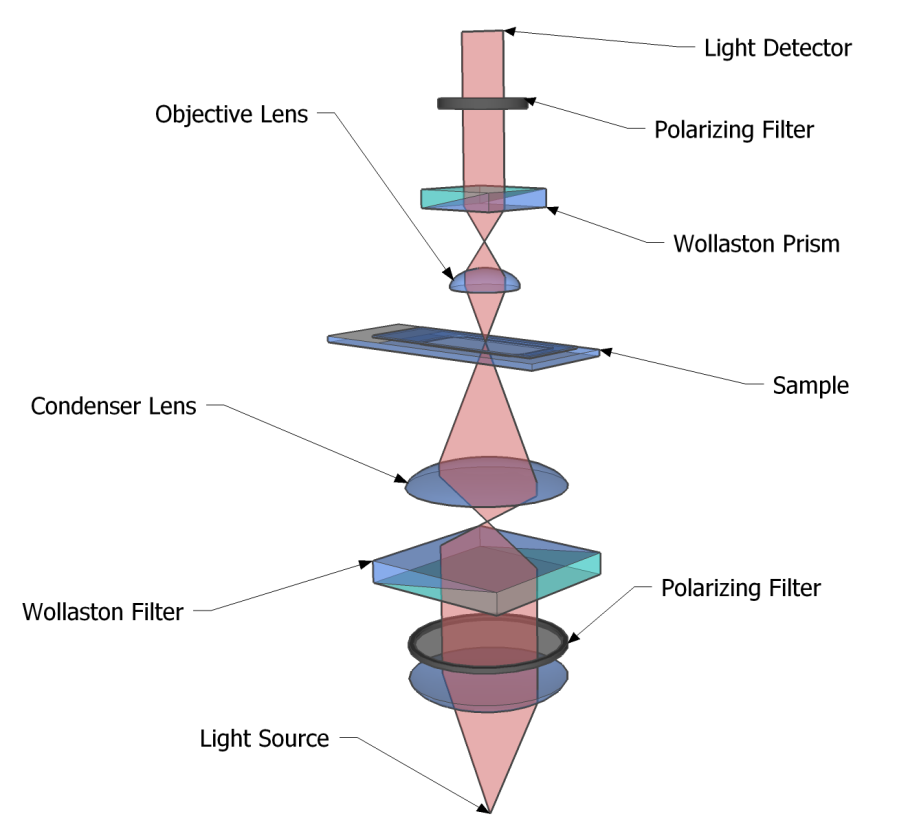 Light Detector
Objective Lens
Polarizing Filter
Wollaston Prism
Sample
Condenser Lens
Polarizing Filter
Wollaston Filter
Light Source